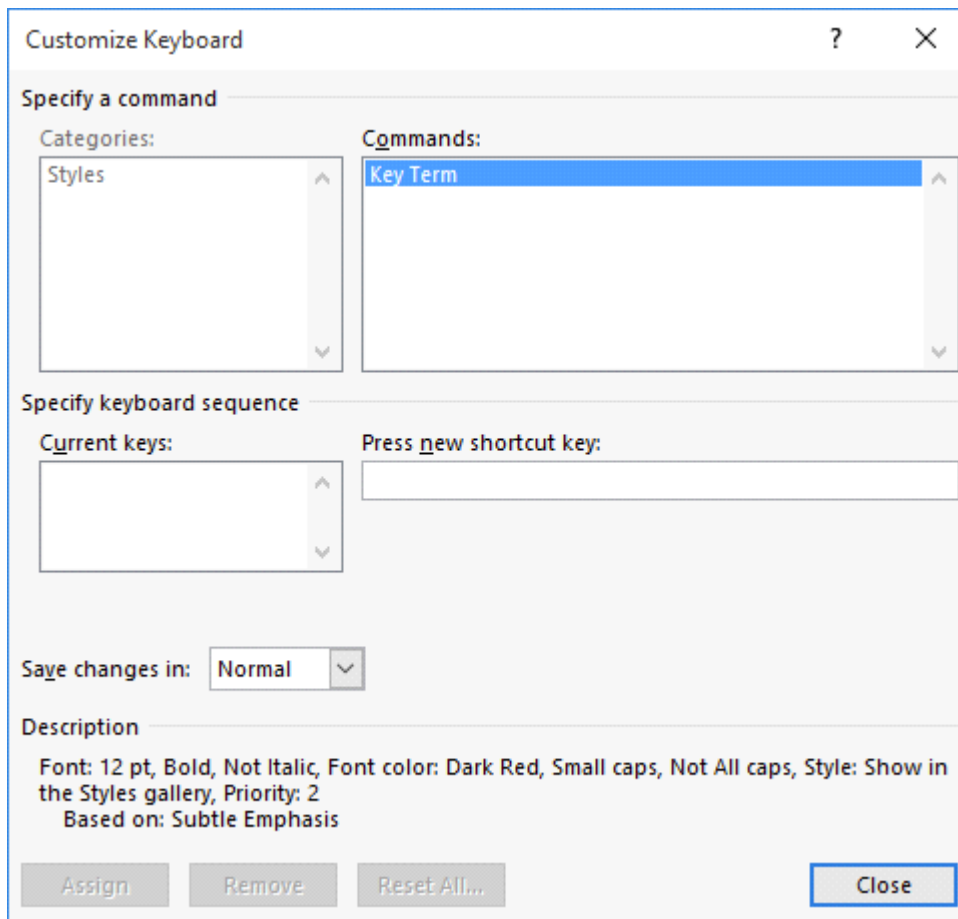 Customize Keyboard ?
Specify a command
Categories: Commands:
Styles Key Term
Specify keyboard sequence
Current keys: Press new shortcut key:
Save changes in: Normal
Description
Font: 12 pt, Bold, Not Italic, Font color: Dark Red, Small caps, Not All caps, Style: Show in
the Styles gallery, Priority: 2
Based on: Subtle Emphasis
Assign Remove Reset All... Close